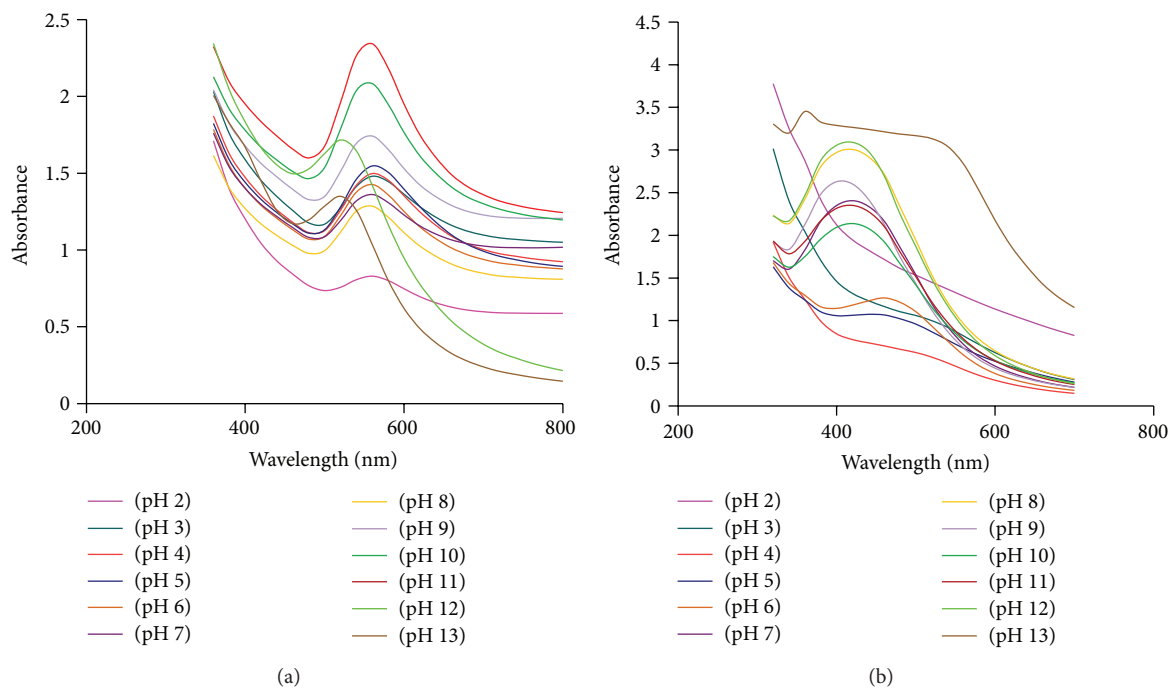 2.5
2
1.5
1
0.5
0
Absorbance
200
400
600
800
Wavelength (nm)
(pH 2)
(pH 3)
(pH 4)
(pH 5)
(pH 6)
(pH 7)
(pH 8)
(pH 9)
(pH 10)
(pH 11)
(pH 12)
(pH 13)
(a)
4.5
4
3.5
3
2.5
2
1.5
1
0.5
0
Absorbance
200
400
600
800
Wavelength (nm)
(pH 2)
(pH 3)
(pH 4)
(pH 5)
(pH 6)
(pH 7)
(pH 8)
(pH 9)
(pH 10)
(pH 11)
(pH 12)
(pH 13)
(b)